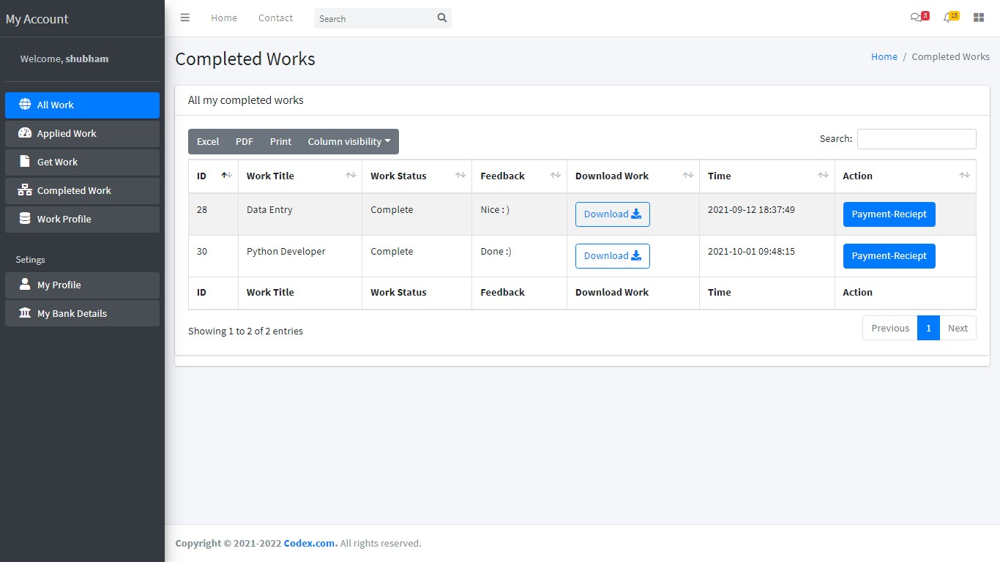 My Account
Home Contact Search 3 15
Welcome, shubham
Completed Works
Home / Completed Works
All Work
Applied Work
Get Work
Completed Work
Work Profile
Setings
My Profile
My Bank Details
All my completed works
Excel PDF Print Column visibility
Search:
ID Work Title Work Status Feedback Download Work Time Action
28 Data Entry Complete Nice : ) Download 2021-09-12 18:37:49 Payment-Reciept
30 Python Developer Complete Done :) Download 2021-10-01 09:48:15 Payment-Reciept
ID Work Title Work Status Feedback Download Work Time Action
Showing 1 to 2 of 2 entries
Previous 1 Next
Copyright © 2021-2022 Codex.com. All rights reserved.